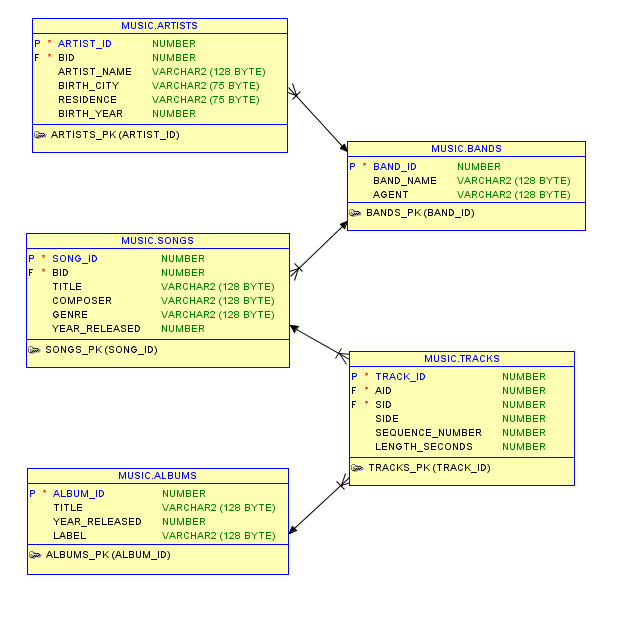 MUSIC.ARTISTS
P * ARTIST_ID NUMBER
F * BID NUMBER
ARTIST_NAME VARCHAR2 (128 BYTE)
BIRTH_CITY VARCHAR2 (75 BYTE)
RESIDENCE VARCHAR2 (75 BYTE)
BIRTH_YEAR NUMBER
ARTISTS_PK (ARTIST_ID)
MUSIC.BANDS
P * BAND_ID NUMBER
BAND_NAME VARCHAR2 (128 BYTE)
AGENT VARCHAR2 (128 BYTE)
BANDS_PK (BAND_ID)
MUSIC.SONGS
P * SONG_ID NUMBER
F * BID NUMBER
TITLE VARCHAR2 (128 BYTE)
COMPOSER VARCHAR2 (128 BYTE)
GENRE VARCHAR2 (128 BYTE)
YEAR_RELEASED NUMBER
SONGS_PK (SONG_ID)
MUSIC.TRACKS
P * TRACK_ID NUMBER
F * AID NUMBER
F * SID NUMBER
SIDE NUMBER
SEQUENCE_NUMBER NUMBER
LENGTH_SECONDS NUMBER
TRACKS_PK (TRACK_ID)
MUSIC.ALBUMS
P * ALBUM_ID NUMBER
TITLE VARCHAR2 (128 BYTE)
YEAR_RELEASED NUMBER
LABEL VARCHAR2 (128 BYTE)
ALBUMS_PK (ALBUM_ID)